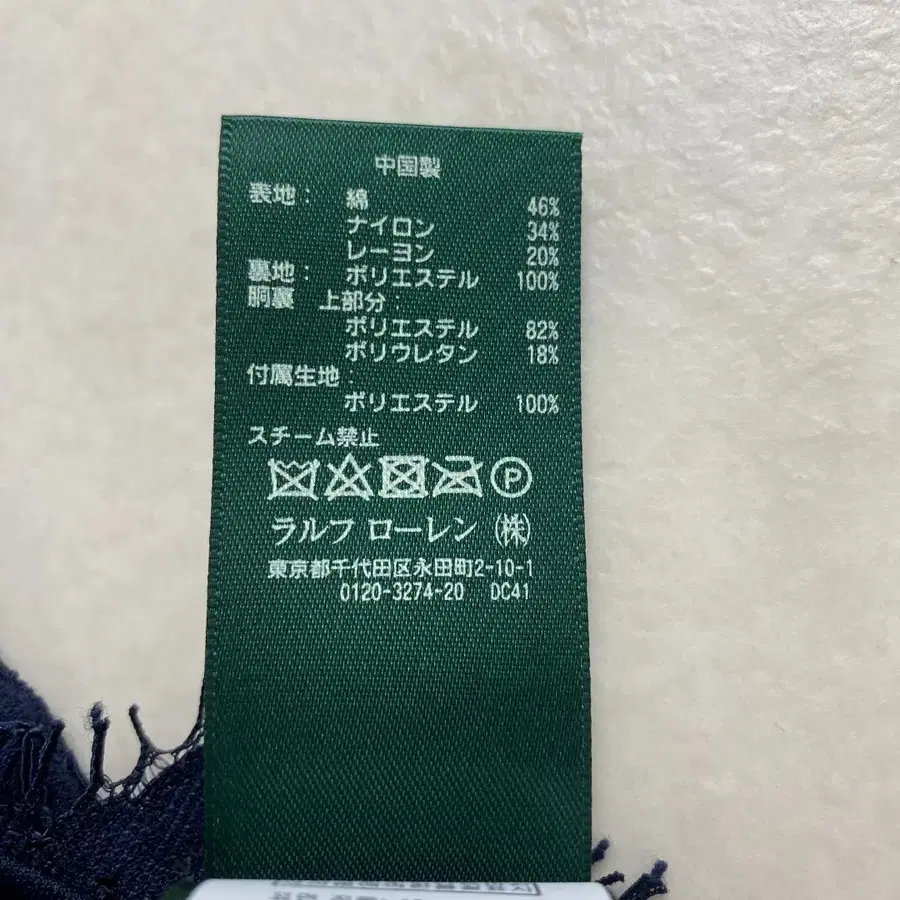 中国製
表地： 綿 46%
ナイロン 34%
レーヨン 20%
裏地： ポリエステル 100%
胴裏 上部分：
ポリエステル 82%
ポリウレタン 18%
付属生地：
ポリエステル 100%
スチーム禁止
P
ラルフ ローレン ㈱
東京都千代田区永田町2-10-1
0120-3274-20 DC41